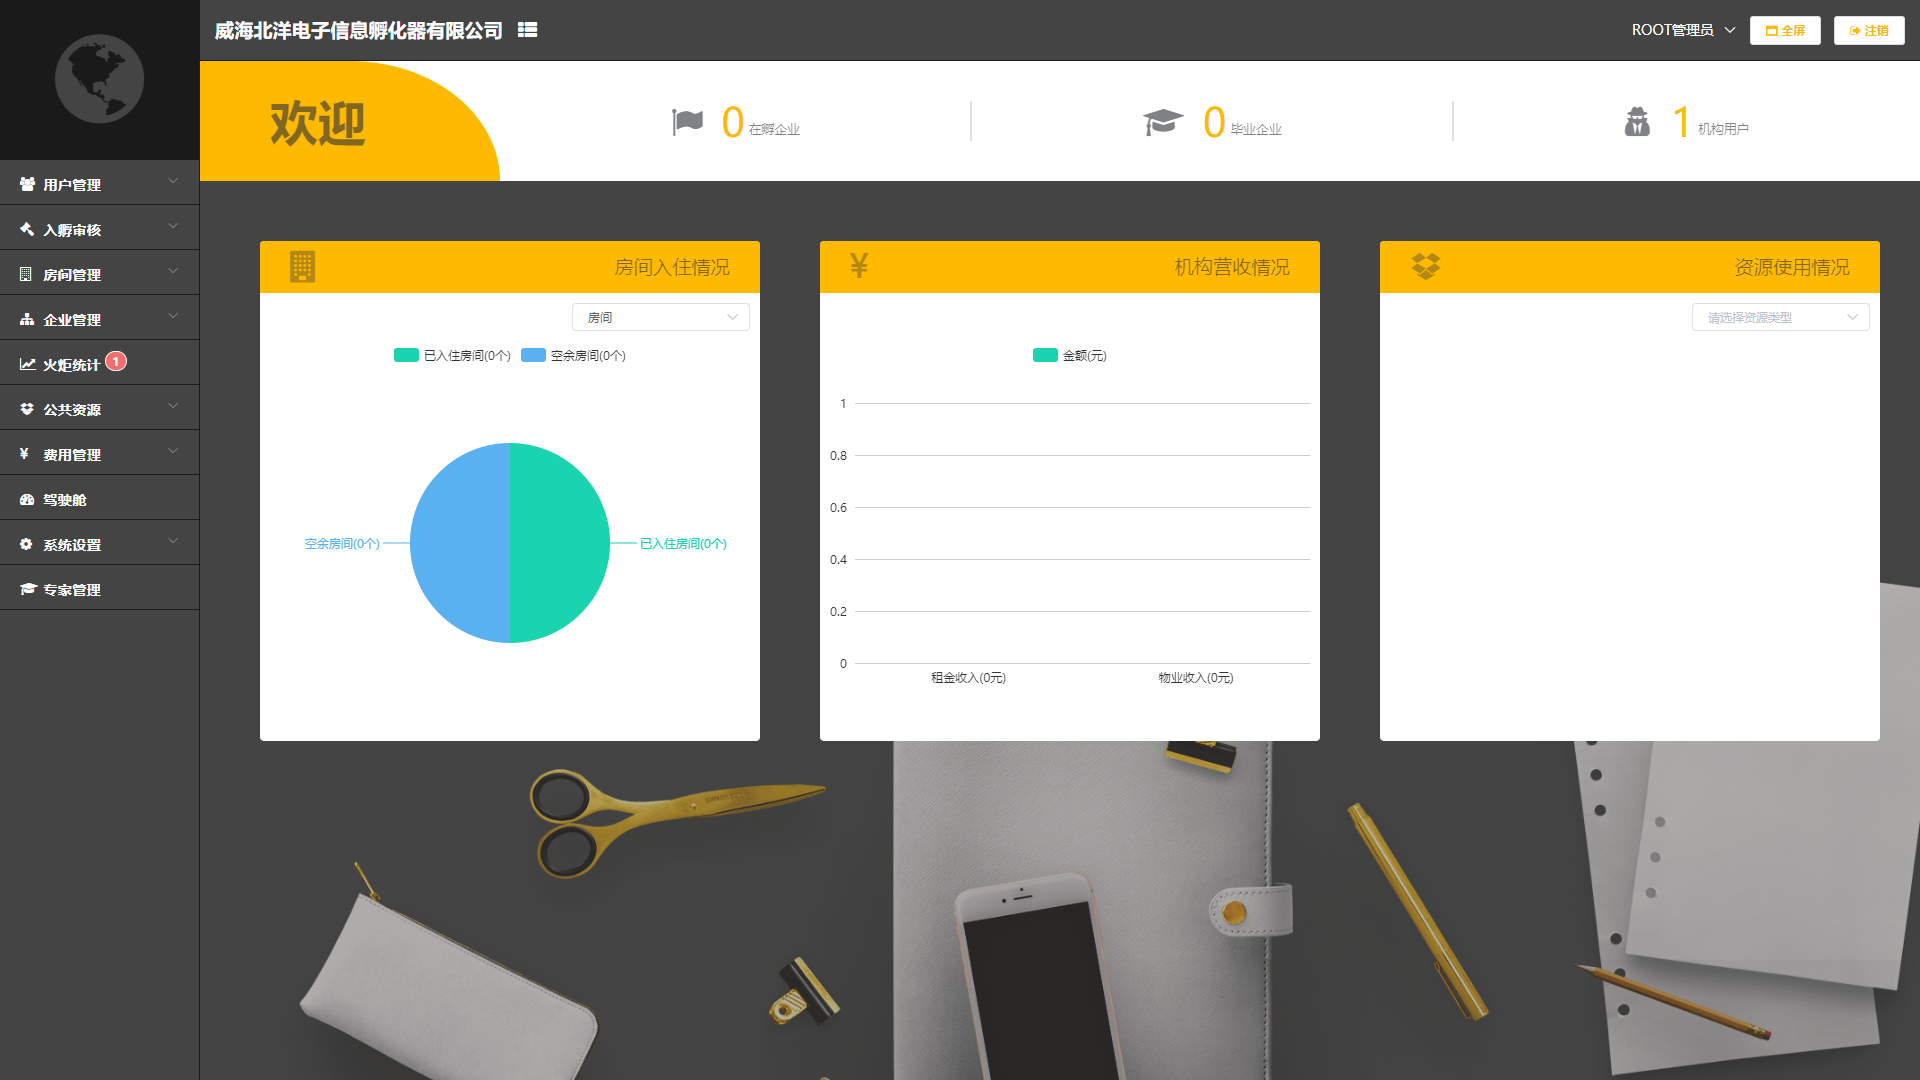 威海北洋电子信息孵化器有限公司
ROOT管理员
全屏
注销
用户管理
入孵审核
房间管理
企业管理
火炬统计 1
公共资源
¥ 费用管理
驾驶舱
系统设置
专家管理
欢迎
0 在孵企业
0 毕业企业
1 机构用户
房间入住情况
房间
已入住房间(0个) 空余房间(0个)
空余房间(0个)
已入住房间(0个)
¥ 机构营收情况
金额(元)
1
0.8
0.6
0.4
0.2
0
租金收入(0元) 物业收入(0元)
资源使用情况
请选择资源类型